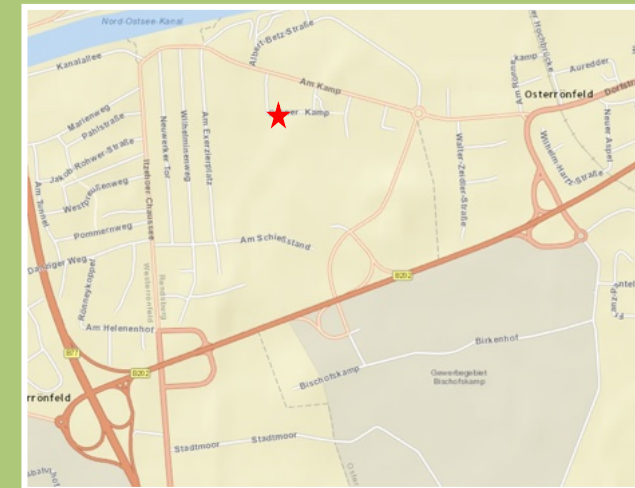 Nord-Ostsee-Kanal
Kanalallee
Albert-Betz-Straße
Am Kamp
Kamp
kamp
Auredder
Am Ronne
Osterrönfeld
Marienweg
Pahlstraße
Jakob-Rohwer-Straße
Westpreußenweg
Pommernweg
Danziger Weg
Am Tunnel
Rönneykoppel
Am Helenenhor
Itzehoer Chaussee
Westerrönfeld
Rendsburg
Neuwerker Tor
Wilhelminenweg
Am Exerzierplatz
Am Schießstand
Walter-Zeidler-Straße
Wilhelm-Hartz-Straße
Neuer Aspel
B202
B77
B202
rrönfeld
Stadtmoor
Stadtmoor
Bischofskamp
Birkenhof
Gewerbegebiet
Bischofskamp